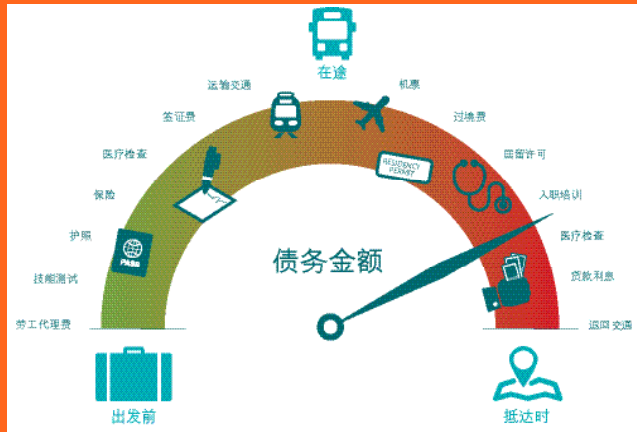 在途
运输交通
机票
签证费
过境费
医疗检查
居留许可
保险
入职培训
护照
医疗检查
技能测试
贷款利息
劳工代理费
返回交通
RESIDENCY
PERMIT
PASS
债务金额
出发前
抵达时